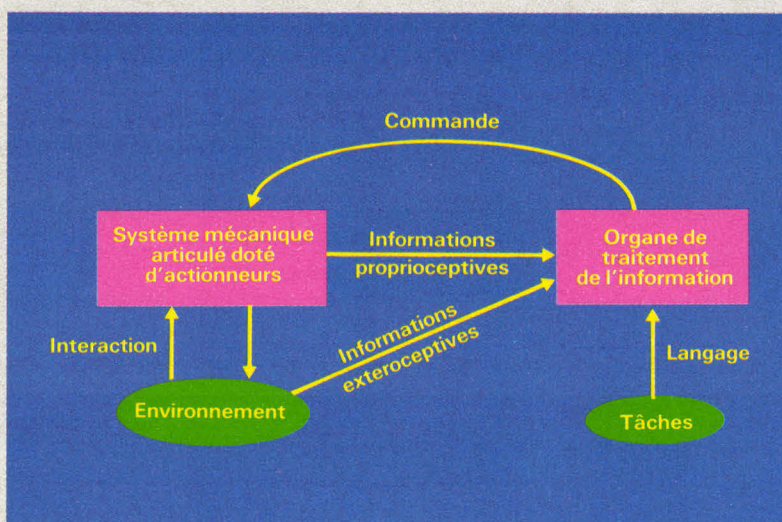 Commande
Système mécanique
articulé doté
d'actionneurs
Informations
proprioceptives
Organe de
traitement
de l'information
Interaction
Informations
exteroceptives
Langage
Environnement
Tâches